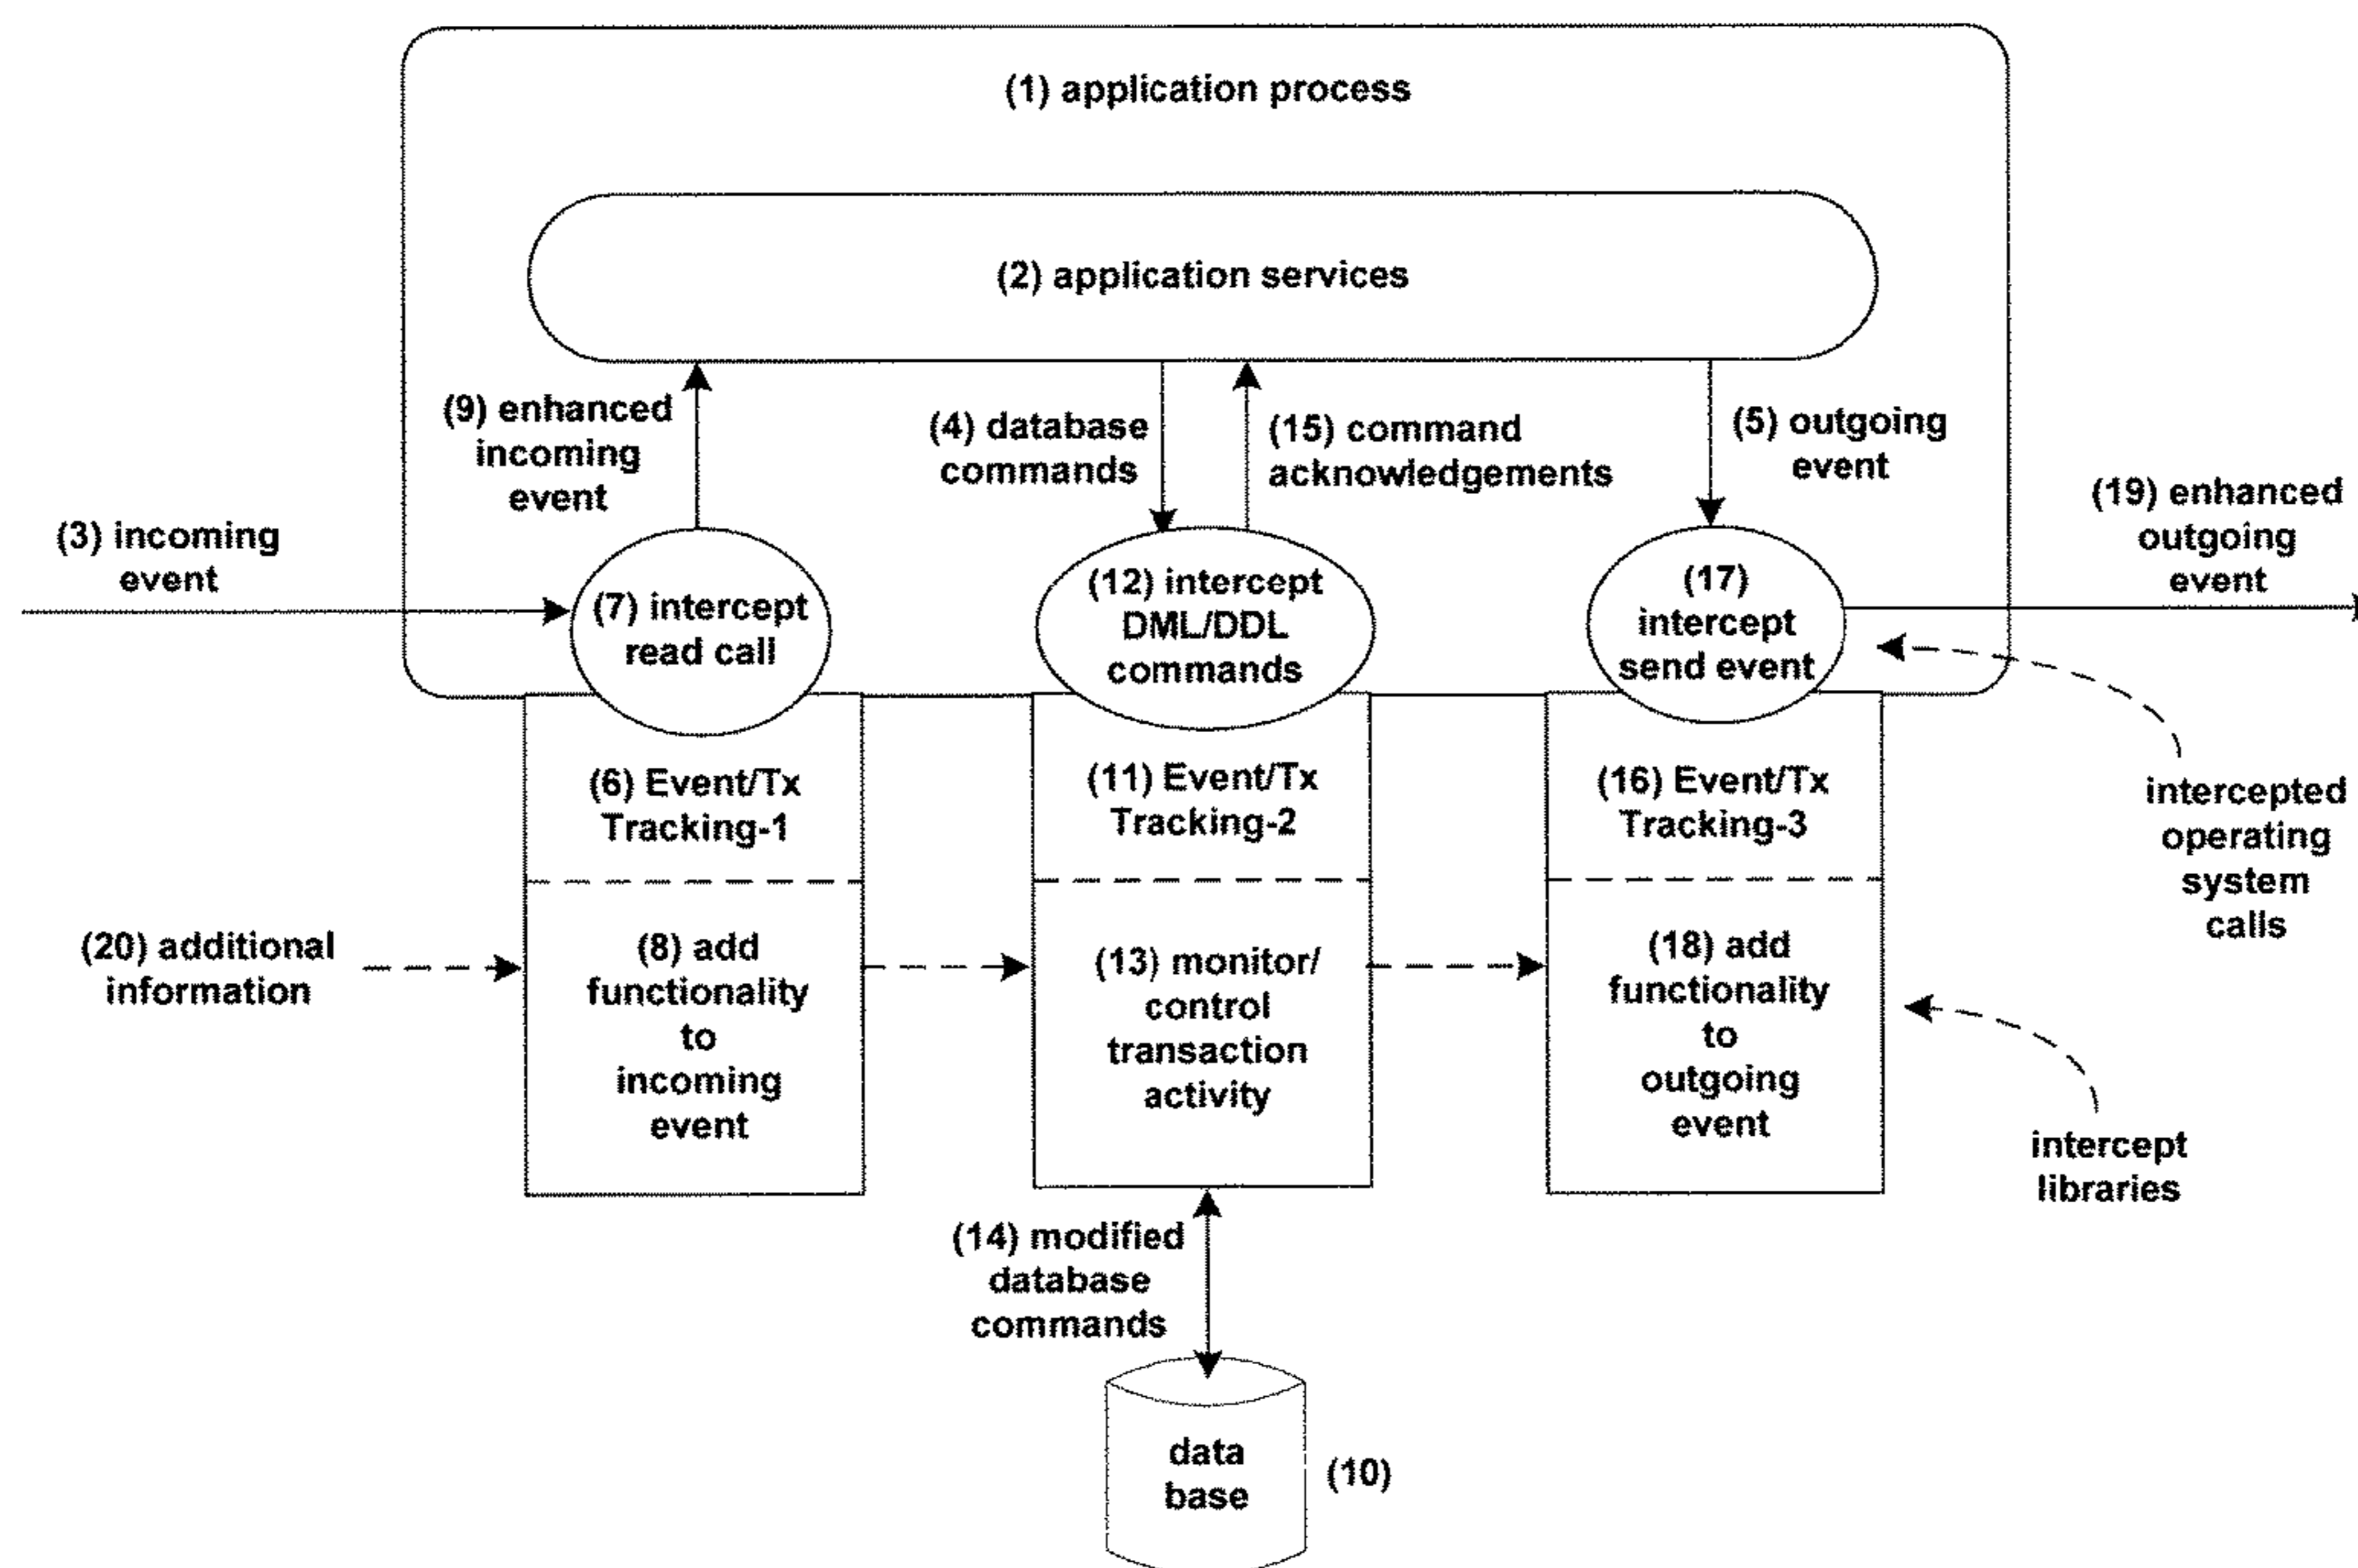 (1) application process
(2) application services
(9) enhanced
incoming
event
(4) database
commands
(15) command
acknowledgements
(5) outgoing
event
(19) enhanced
outgoing
event
(3) incoming
event
(7) intercept
read call
(12) intercept
DML/DDL
commands
(17)
intercept
send event
(6) Event/Tx
Tracking-1
(11) Event/Tx
Tracking-2
(16) Event/Tx
Tracking-3
intercepted
operating
system
calls
(20) additional
information
(8) add
functionality
to
incoming
event
(13) monitor/
control
transaction
activity
(18) add
functionality
to
outgoing
event
intercept
libraries
(14) modified
database
commands
data
base
(10)